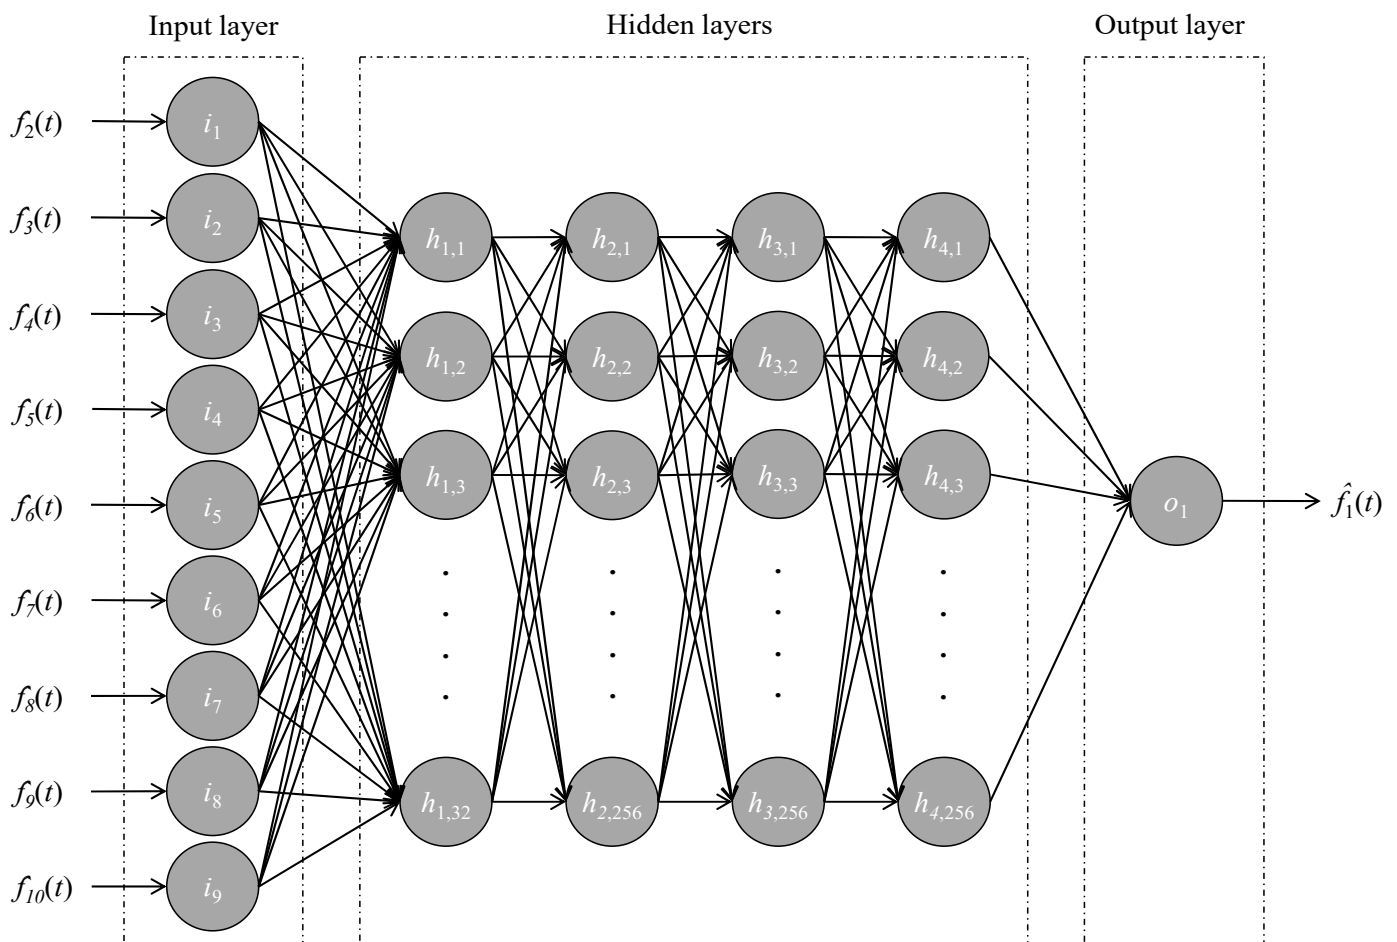 Input layer Hidden layers Output layer
f₂(t) i₁
f₃(t) i₂
h₁,₁ h₂,₁ h₃,₁ h₄,₁
f₄(t) i₃
h₁,₂ h₂,₂ h₃,₂ h₄,₂
f₅(t) i₄
h₁,₃ h₂,₃ h₃,₃ h₄,₃
f₆(t) i₅ o₁ f̂₁(t)
f₇(t) i₆
f₈(t) i₇
f₉(t) i₈
h₁,₃₂ h₂,₂₅₆ h₃,₂₅₆ h₄,₂₅₆
f₁₀(t) i₉